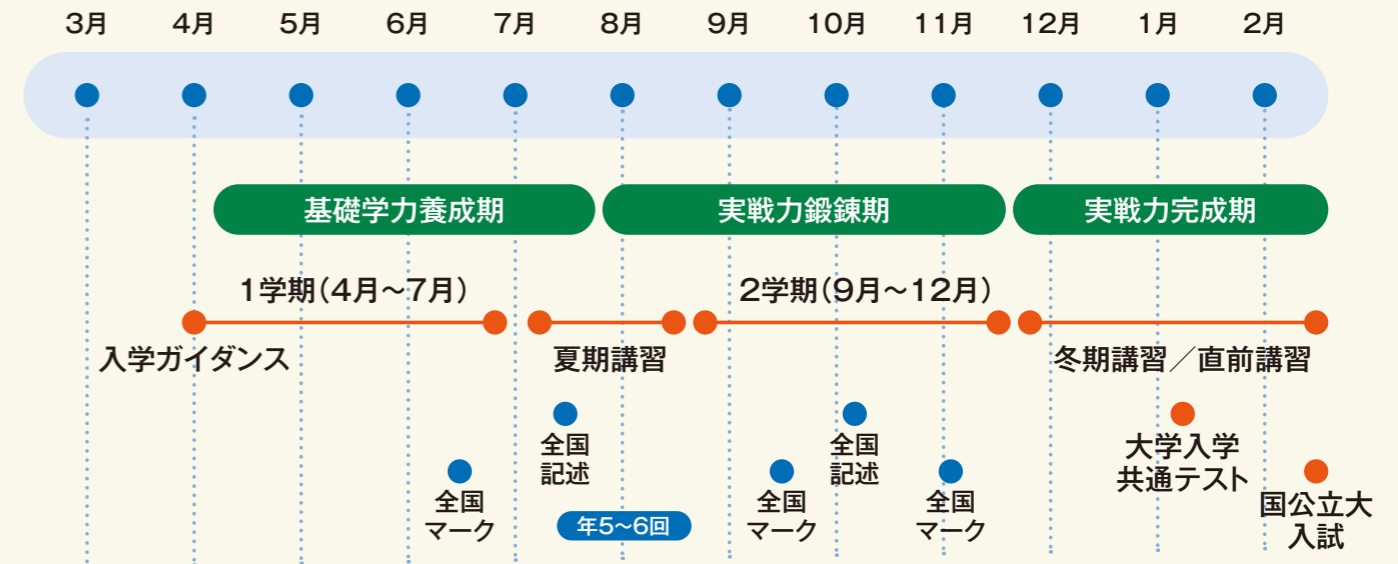 3月 4月 5月 6月 7月 8月 9月 10月 11月 12月 1月 2月
基礎学力養成期 実戦力鍛錬期 実戦力完成期
1学期(4月～7月) 2学期(9月～12月)
入学ガイダンス 夏期講習 冬期講習／直前講習
全国
記述
全国
マーク
年5～6回
全国
マーク
全国
記述
全国
マーク
大学入学
共通テスト
国公立大
入試